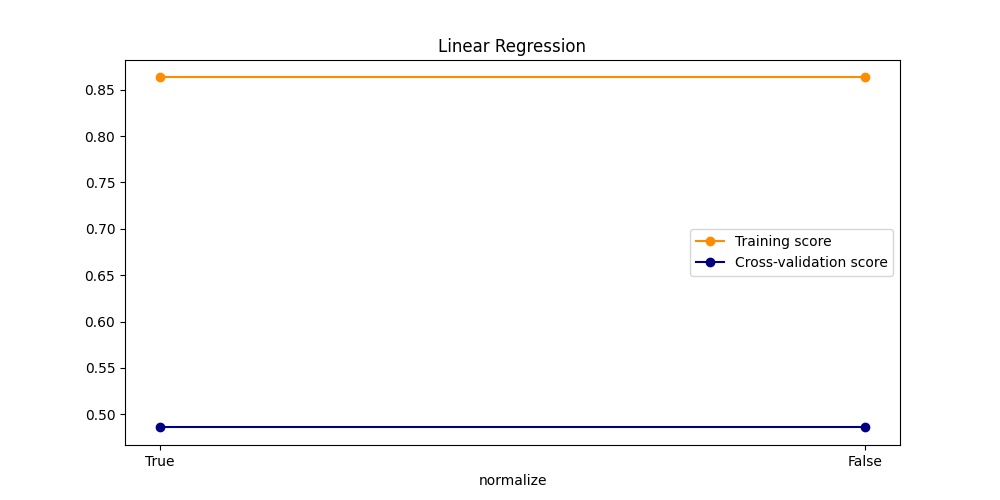 Linear Regression
0.85
0.80
0.75
0.70
0.65
0.60
0.55
0.50
Training score
Cross-validation score
True
False
normalize